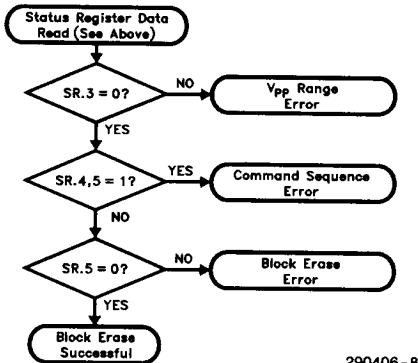 Status Register Data
Read (See Above)
SR.3 = 0?
NO
VPP Range
Error
YES
SR.4,5 = 1?
YES
Command Sequence
Error
NO
SR.5 = 0?
NO
Block Erase
Error
YES
Block Erase
Successful
290406-8